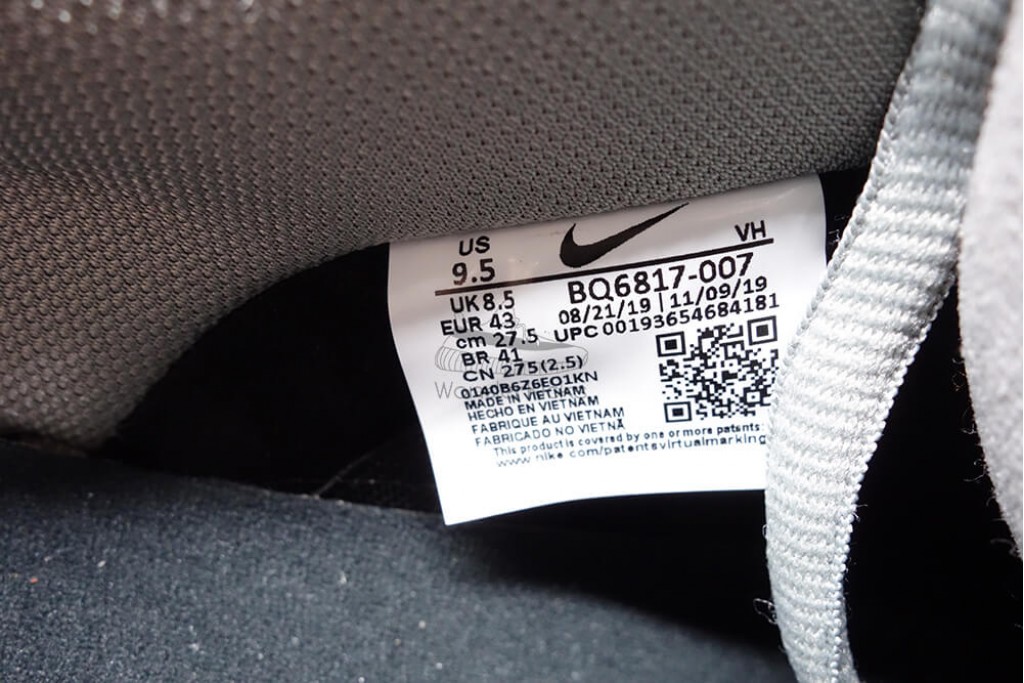 US VH
9.5
BQ6817-007
UK 8.5 08/21/19 | 11/09/19
EUR 43 UPC 00193654684181
cm 27.5
BR 41
CN 275(2.5)
0140B6Z6EO1KN
MADE IN VIETNAM
HECHO EN VIETNAM
FABRIQUE AU VIETNAM
FABRICADO NO VIETNÃ
This product is covered by one or more patents:
www.nike.com/patentsvirtualmarking